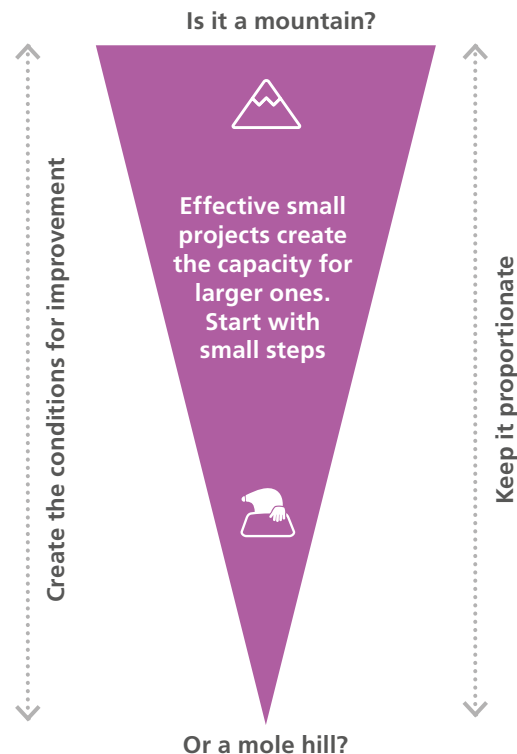 Is it a mountain?
Create the conditions for improvement
Effective small
projects create
the capacity for
larger ones.
Start with
small steps
Keep it proportionate
Or a mole hill?